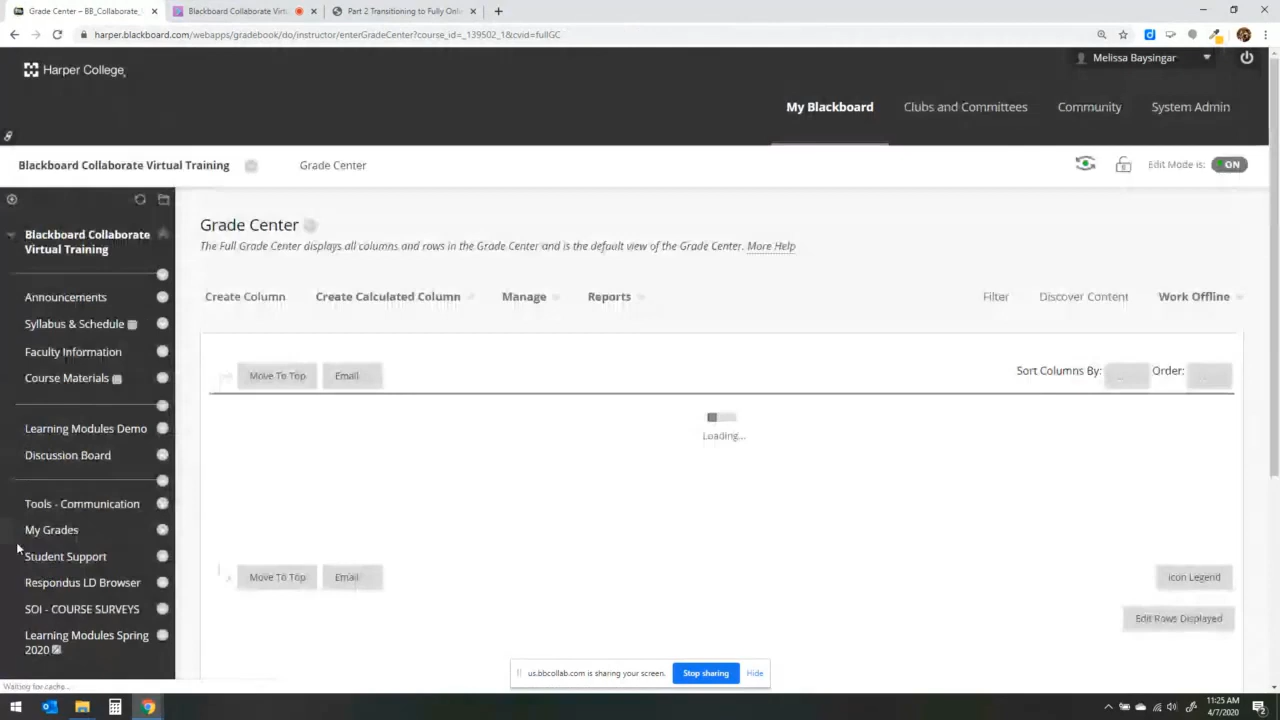 Grade Center – BB_Collaborate_
Blackboard Collaborate Virtual
Part 2 Transitioning to Fully Onli
harper.blackboard.com/webapps/gradebook/do/instructor/enterGradeCenter?course_id=_139502_1&cvid=fullGC
Harper College
Melissa Baysingar
My Blackboard
Clubs and Committees
Community
System Admin
Blackboard Collaborate Virtual Training
Grade Center
Edit Mode is:
ON
Blackboard Collaborate
Virtual Training
Announcements
Syllabus & Schedule
Faculty Information
Course Materials
Learning Modules Demo
Discussion Board
Tools - Communication
My Grades
Student Support
Respondus LD Browser
SOI - COURSE SURVEYS
Learning Modules Spring
2020
Grade Center
The Full Grade Center displays all columns and rows in the Grade Center and is the default view of the Grade Center. More Help
Create Column
Create Calculated Column
Manage
Reports
Filter
Discover Content
Work Offline
Move To Top
Email
Sort Columns By:
Order:
Loading...
Move To Top
Email
Icon Legend
Edit Rows Displayed
us.bbcollab.com is sharing your screen.
Stop sharing
Hide
Waiting for cache...
11:25 AM
4/7/2020